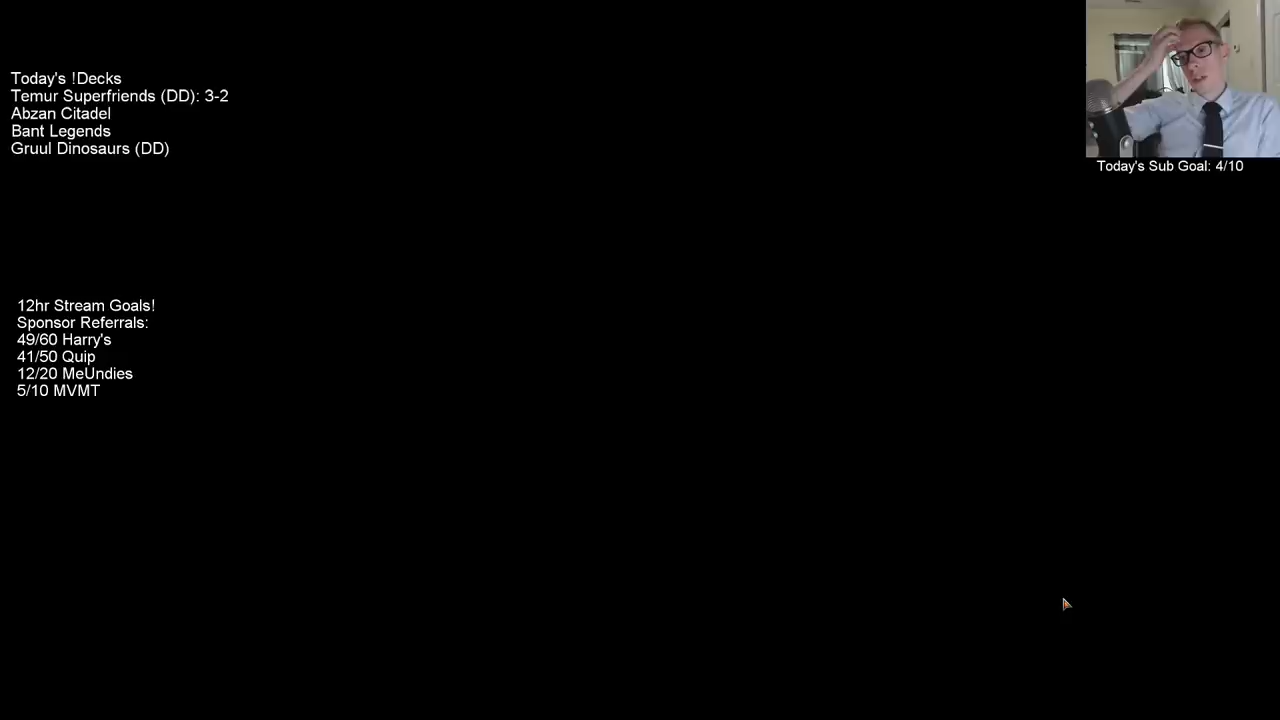 Today's !Decks
Temur Superfriends (DD): 3-2
Abzan Citadel
Bant Legends
Gruul Dinosaurs (DD)
Today's Sub Goal: 4/10
12hr Stream Goals!
Sponsor Referrals:
49/60 Harry's
41/50 Quip
12/20 MeUndies
5/10 MVMT